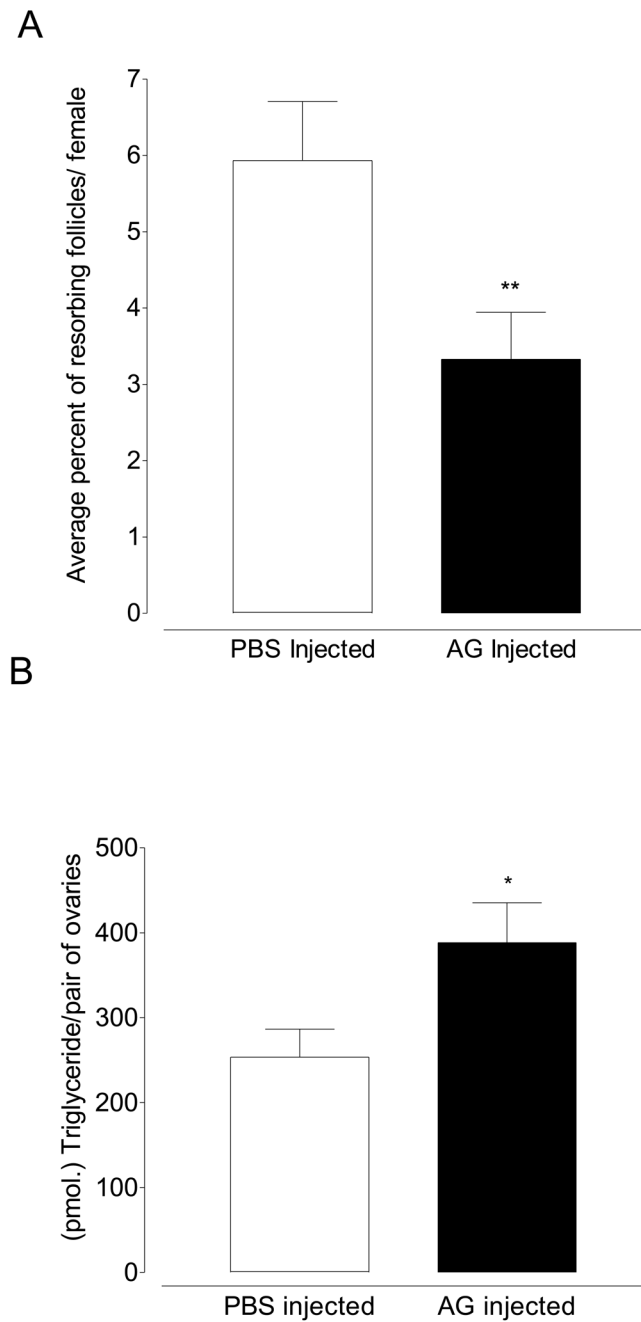 A
Average percent of resorbing follicles/ female
7
6
5
4
3
2
1
0
**
PBS Injected AG Injected
B
(pmol.) Triglyceride/pair of ovaries
500
400
300
200
100
0
*
PBS injected AG injected